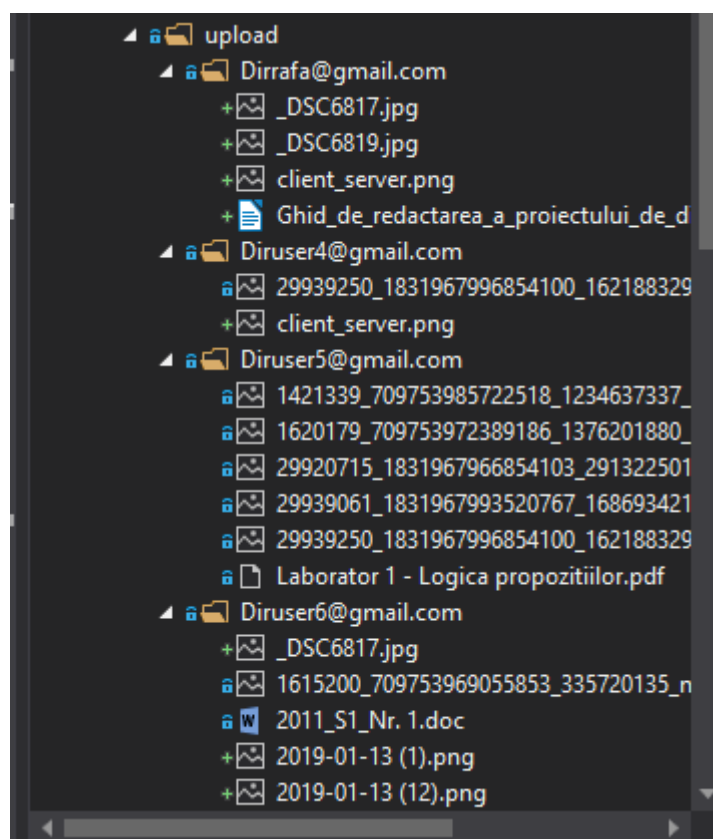 upload
Dirrafa@gmail.com
_DSC6817.jpg
_DSC6819.jpg
client_server.png
Ghid_de_redactarea_a_proiectului_de_d
Diruser4@gmail.com
29939250_1831967996854100_162188329
client_server.png
Diruser5@gmail.com
1421339_709753985722518_1234637337_
1620179_709753972389186_1376201880_
29920715_1831967966854103_291322501
29939061_1831967993520767_168693421
29939250_1831967996854100_162188329
Laborator 1 - Logica propozitiilor.pdf
Diruser6@gmail.com
_DSC6817.jpg
1615200_709753969055853_335720135_n
2011_S1_Nr. 1.doc
2019-01-13 (1).png
2019-01-13 (12).png